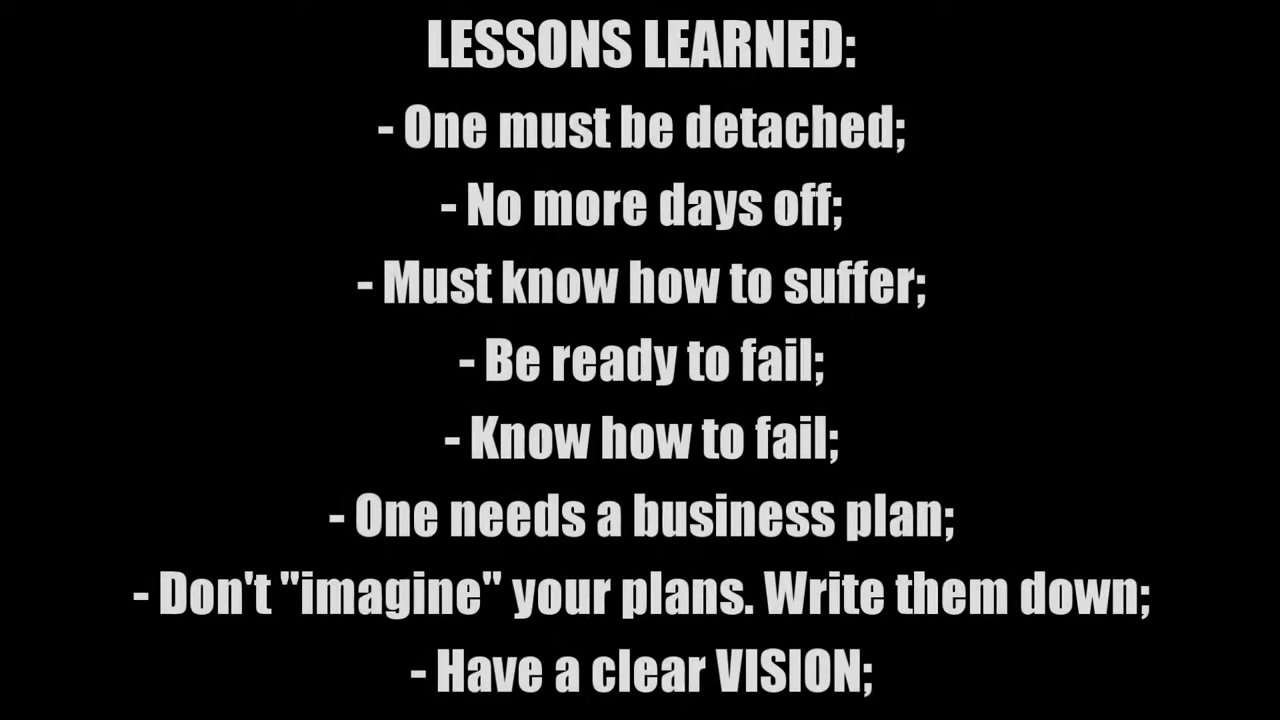 LESSONS LEARNED:
- One must be detached;
- No more days off;
- Must know how to suffer;
- Be ready to fail;
- Know how to fail;
- One needs a business plan;
- Don't "imagine" your plans. Write them down;
- Have a clear VISION;